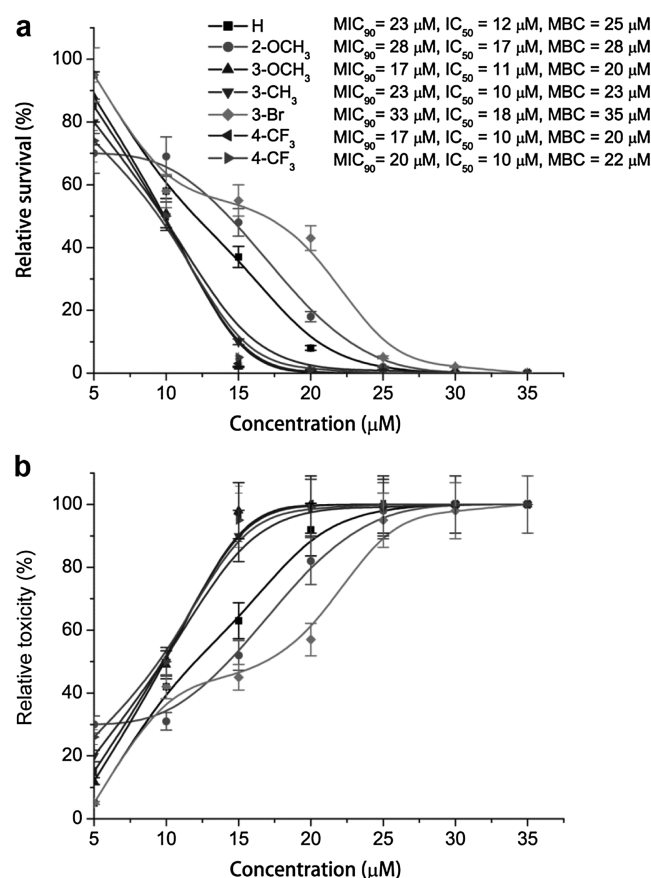 a
H MIC90 = 23 μM, IC50 = 12 μM, MBC = 25 μM
2-OCH3 MIC90 = 28 μM, IC50 = 17 μM, MBC = 28 μM
3-OCH3 MIC90 = 17 μM, IC50 = 11 μM, MBC = 20 μM
3-CH3 MIC90 = 23 μM, IC50 = 10 μM, MBC = 23 μM
3-Br MIC90 = 33 μM, IC50 = 18 μM, MBC = 35 μM
4-CF3 MIC90 = 17 μM, IC50 = 10 μM, MBC = 20 μM
4-CF3 MIC90 = 20 μM, IC50 = 10 μM, MBC = 22 μM
Relative survival (%)
100
80
60
40
20
0
5 10 15 20 25 30 35
Concentration (μM)
b
Relative toxicity (%)
100
80
60
40
20
0
5 10 15 20 25 30 35
Concentration (μM)